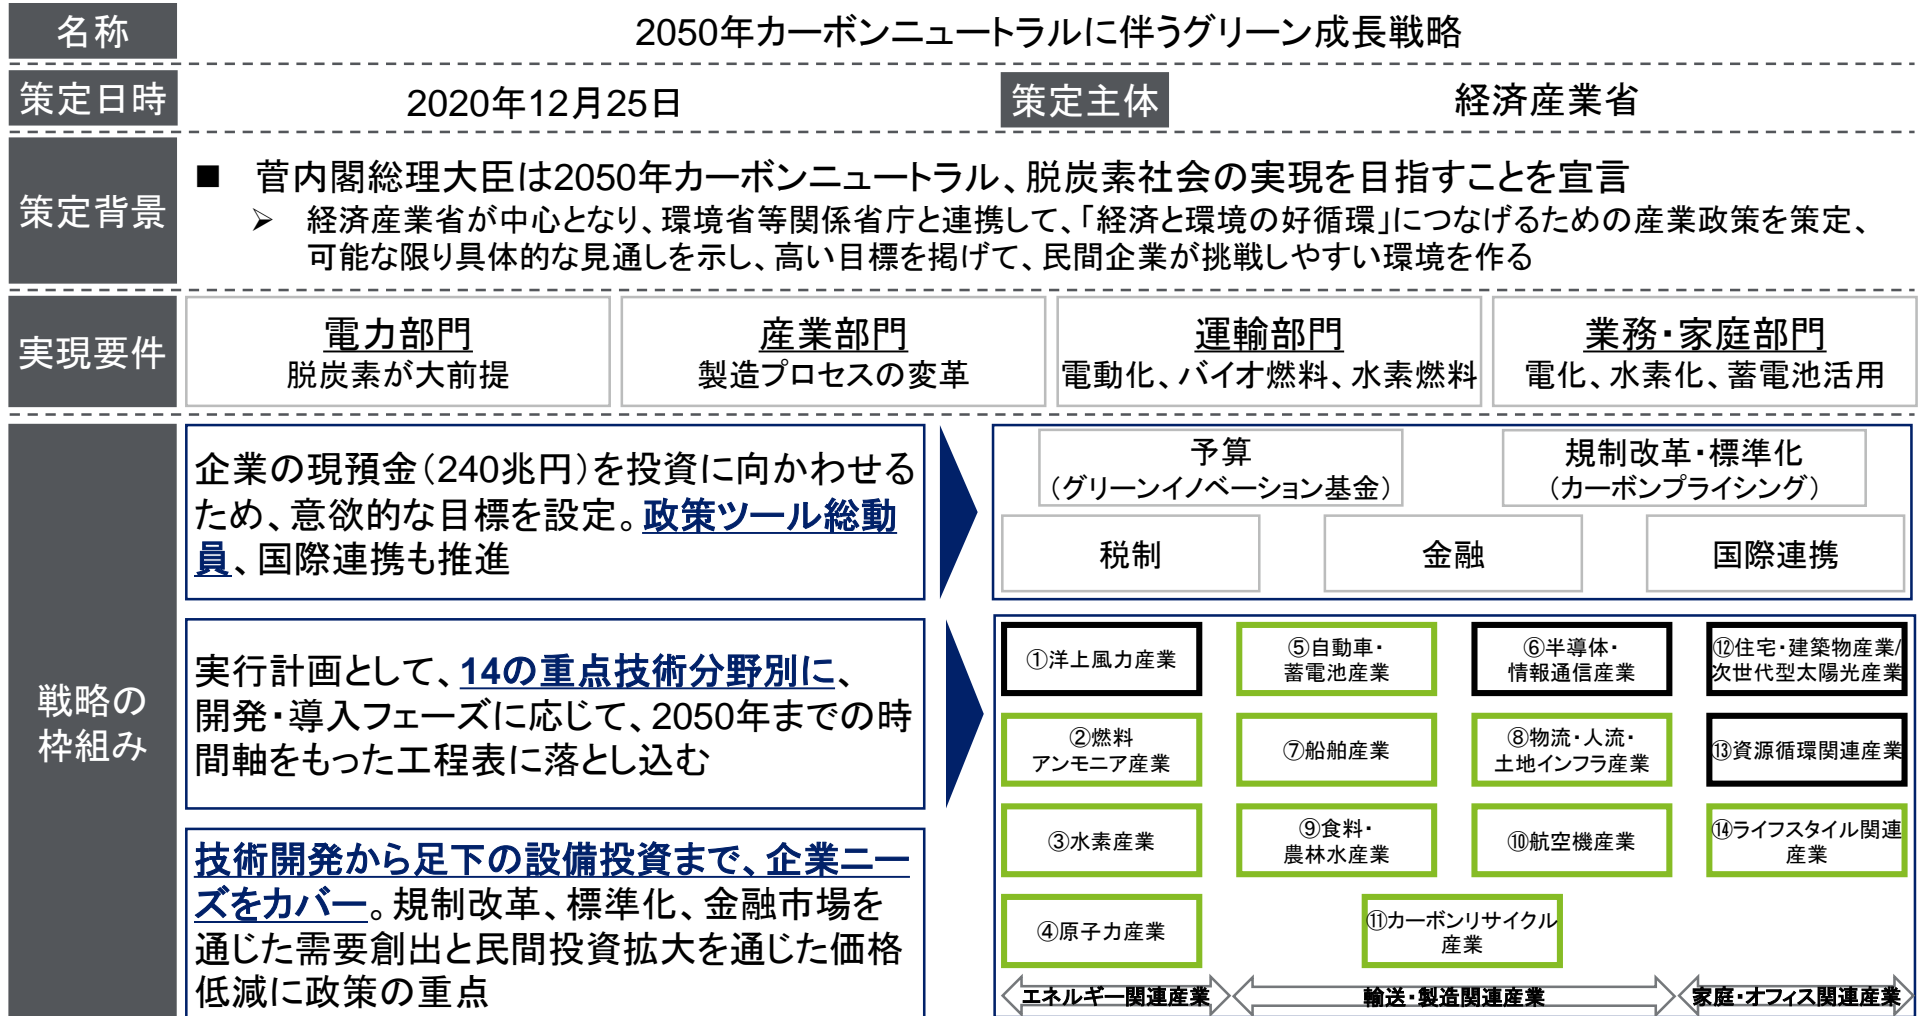 名称
2050年カーボンニュートラルに伴うグリーン成長戦略
策定日時
2020年12月25日
策定主体
経済産業省
策定背景
■ 菅内閣総理大臣は2050年カーボンニュートラル、脱炭素社会の実現を目指すことを宣言
➢ 経済産業省が中心となり、環境省等関係省庁と連携して、「経済と環境の好循環」につなげるための産業政策を策定、
可能な限り具体的な見通しを示し、高い目標を掲げて、民間企業が挑戦しやすい環境を作る
実現要件
電力部門
脱炭素が大前提
産業部門
製造プロセスの変革
運輸部門
電動化、バイオ燃料、水素燃料
業務・家庭部門
電化、水素化、蓄電池活用
戦略の
枠組み
企業の現預金（240兆円）を投資に向かわせる
ため、意欲的な目標を設定。政策ツール総動
員、国際連携も推進
予算
（グリーンイノベーション基金）
規制改革・標準化
（カーボンプライシング）
税制
金融
国際連携
実行計画として、14の重点技術分野別に、
開発・導入フェーズに応じて、2050年までの時
間軸をもった工程表に落とし込む
技術開発から足下の設備投資まで、企業ニー
ズをカバー。規制改革、標準化、金融市場を
通じた需要創出と民間投資拡大を通じた価格
低減に政策の重点
①洋上風力産業
⑤自動車・
蓄電池産業
⑥半導体・
情報通信産業
⑫住宅・建築物産業/
次世代型太陽光産業
②燃料
アンモニア産業
⑦船舶産業
⑧物流・人流・
土地インフラ産業
⑬資源循環関連産業
③水素産業
⑨食料・
農林水産業
⑩航空機産業
⑭ライフスタイル関連
産業
④原子力産業
⑪カーボンリサイクル
産業
エネルギー関連産業
輸送・製造関連産業
家庭・オフィス関連産業